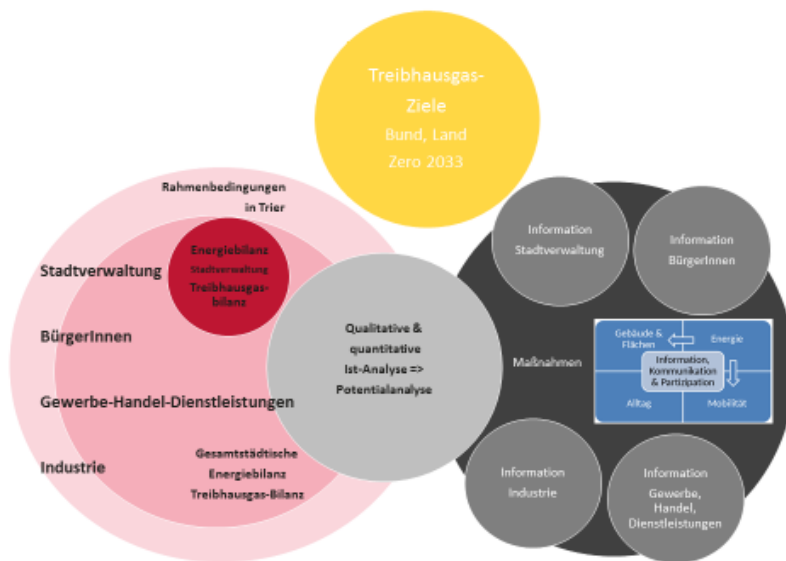 Treibhausgas-
Ziele
Bund, Land
Zero 2033
Rahmenbedingungen
in Trier
Energiebilanz
Stadtverwaltung
Treibhausgas-
bilanz
Stadtverwaltung
BürgerInnen
Gewerbe-Handel-Dienstleistungen
Industrie
Gesamtstädtische
Energiebilanz
Treibhausgas-Bilanz
Qualitative &
quantitative
Ist-Analyse =>
Potentialanalyse
Maßnahmen
Information
Stadtverwaltung
Information
BürgerInnen
Gebäude &
Flächen
Energie
Information,
Kommunikation
& Partizipation
Alltag
Mobilität
Information
Industrie
Information
Gewerbe,
Handel,
Dienstleistungen